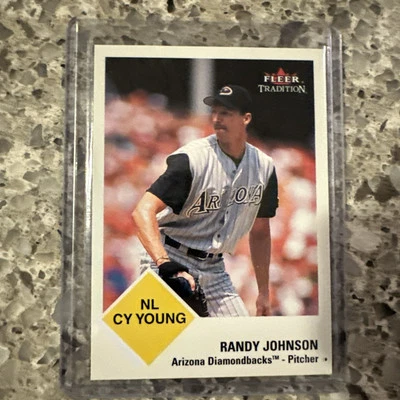 FLEER
TRADITION
ARIZONA
NL
CY YOUNG
RANDY JOHNSON
Arizona Diamondbacks™ - Pitcher